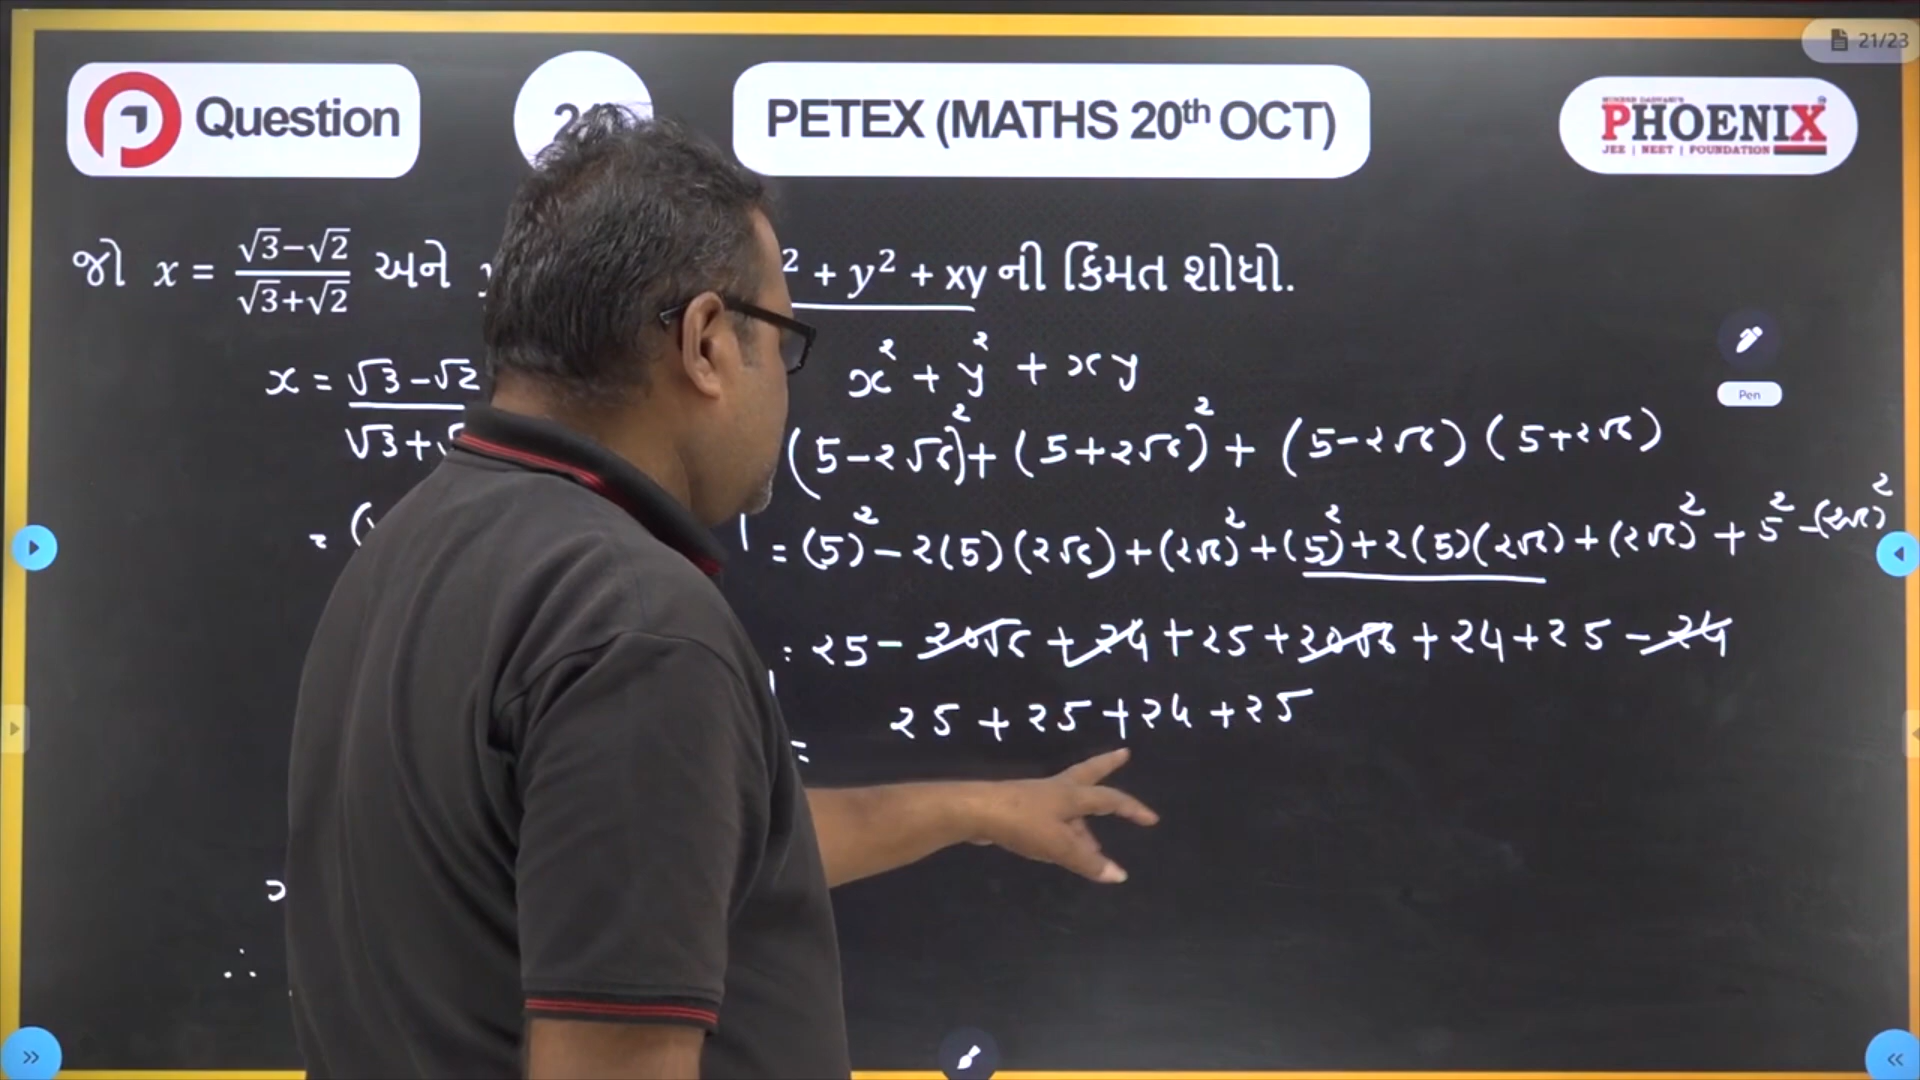 21/23
Question
PETEX (MATHS 20th OCT)
PHOENIX
JEE | NEET | FOUNDATION
જો x = (√3−√2)/(√3+√2) અને ² + y² + xy ની કિંમત શોધો.
Pen
x = √3 − √2
√3 +
x² + y² + xy
(5−2√6)² + (5+2√6)² + (5−2√6)(5+2√6)
= (5)² − 2(5)(2√6) + (2√6)² + (5)² + 2(5)(2√6) + (2√6)² + 5² − (2√6)²
= 25 − 20√6 + 24 + 25 + 20√6 + 24 + 25 − 24
= 25 + 25 + 24 + 25
∴